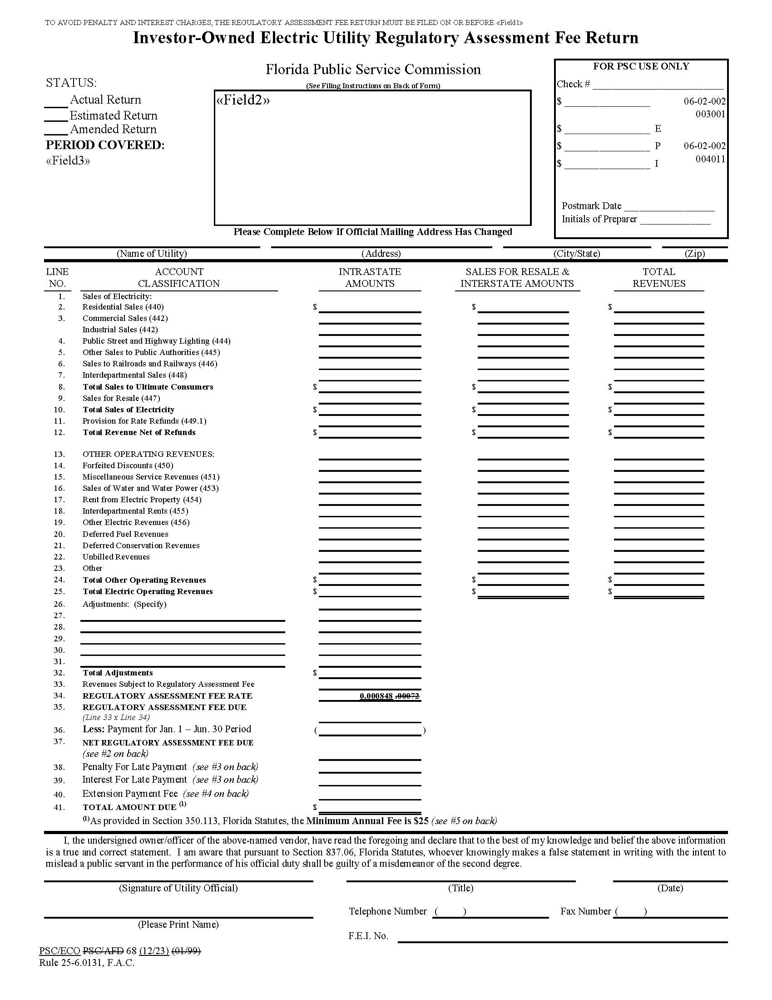 TO AVOID PENALTY AND INTEREST CHARGES, THE REGULATORY ASSESSMENT FEE RETURN MUST BE FILED ON OR BEFORE «Field1»
Investor-Owned Electric Utility Regulatory Assessment Fee Return
Florida Public Service Commission
(See Filing Instructions on Back of Form)
STATUS:
____ Actual Return
____ Estimated Return
____ Amended Return
PERIOD COVERED:
«Field3»
«Field2»
Please Complete Below If Official Mailing Address Has Changed
FOR PSC USE ONLY
Check # ____
$ ____ 06-02-002
003001
$ ____ E
$ ____ P 06-02-002
004011
$ ____ I
Postmark Date ____
Initials of Preparer ____
(Name of Utility) (Address) (City/State) (Zip)
LINE ACCOUNT INTRASTATE SALES FOR RESALE & TOTAL
NO. CLASSIFICATION AMOUNTS INTERSTATE AMOUNTS REVENUES
1. Sales of Electricity:
2. Residential Sales (440) $ $ $
3. Commercial Sales (442)
Industrial Sales (442)
4. Public Street and Highway Lighting (444)
5. Other Sales to Public Authorities (445)
6. Sales to Railroads and Railways (446)
7. Interdepartmental Sales (448)
8. Total Sales to Ultimate Consumers $ $ $
9. Sales for Resale (447)
10. Total Sales of Electricity $ $ $
11. Provision for Rate Refunds (449.1)
12. Total Revenue Net of Refunds $ $ $
13. OTHER OPERATING REVENUES:
14. Forfeited Discounts (450)
15. Miscellaneous Service Revenues (451)
16. Sales of Water and Water Power (453)
17. Rent from Electric Property (454)
18. Interdepartmental Rents (455)
19. Other Electric Revenues (456)
20. Deferred Fuel Revenues
21. Deferred Conservation Revenues
22. Unbilled Revenues
23. Other
24. Total Other Operating Revenues $ $ $
25. Total Electric Operating Revenues $ $ $
26. Adjustments: (Specify)
27.
28.
29.
30.
31.
32. Total Adjustments $
33. Revenues Subject to Regulatory Assessment Fee
34. REGULATORY ASSESSMENT FEE RATE 0.000848 .00072
35. REGULATORY ASSESSMENT FEE DUE
(Line 33 x Line 34)
36. Less: Payment for Jan. 1 – Jun. 30 Period ( )
37. NET REGULATORY ASSESSMENT FEE DUE
(see #2 on back)
38. Penalty For Late Payment (see #3 on back)
39. Interest For Late Payment (see #3 on back)
40. Extension Payment Fee (see #4 on back)
41. TOTAL AMOUNT DUE (1) $
(1)As provided in Section 350.113, Florida Statutes, the Minimum Annual Fee is $25 (see #5 on back)
I, the undersigned owner/officer of the above-named vendor, have read the foregoing and declare that to the best of my knowledge and belief the above information
is a true and correct statement. I am aware that pursuant to Section 837.06, Florida Statutes, whoever knowingly makes a false statement in writing with the intent to
mislead a public servant in the performance of his official duty shall be guilty of a misdemeanor of the second degree.
(Signature of Utility Official) (Title) (Date)
Telephone Number ( ) Fax Number ( )
(Please Print Name)
F.E.I. No.
PSC/ECO PSC/AFD 68 (12/23) (01/99)
Rule 25-6.0131, F.A.C.